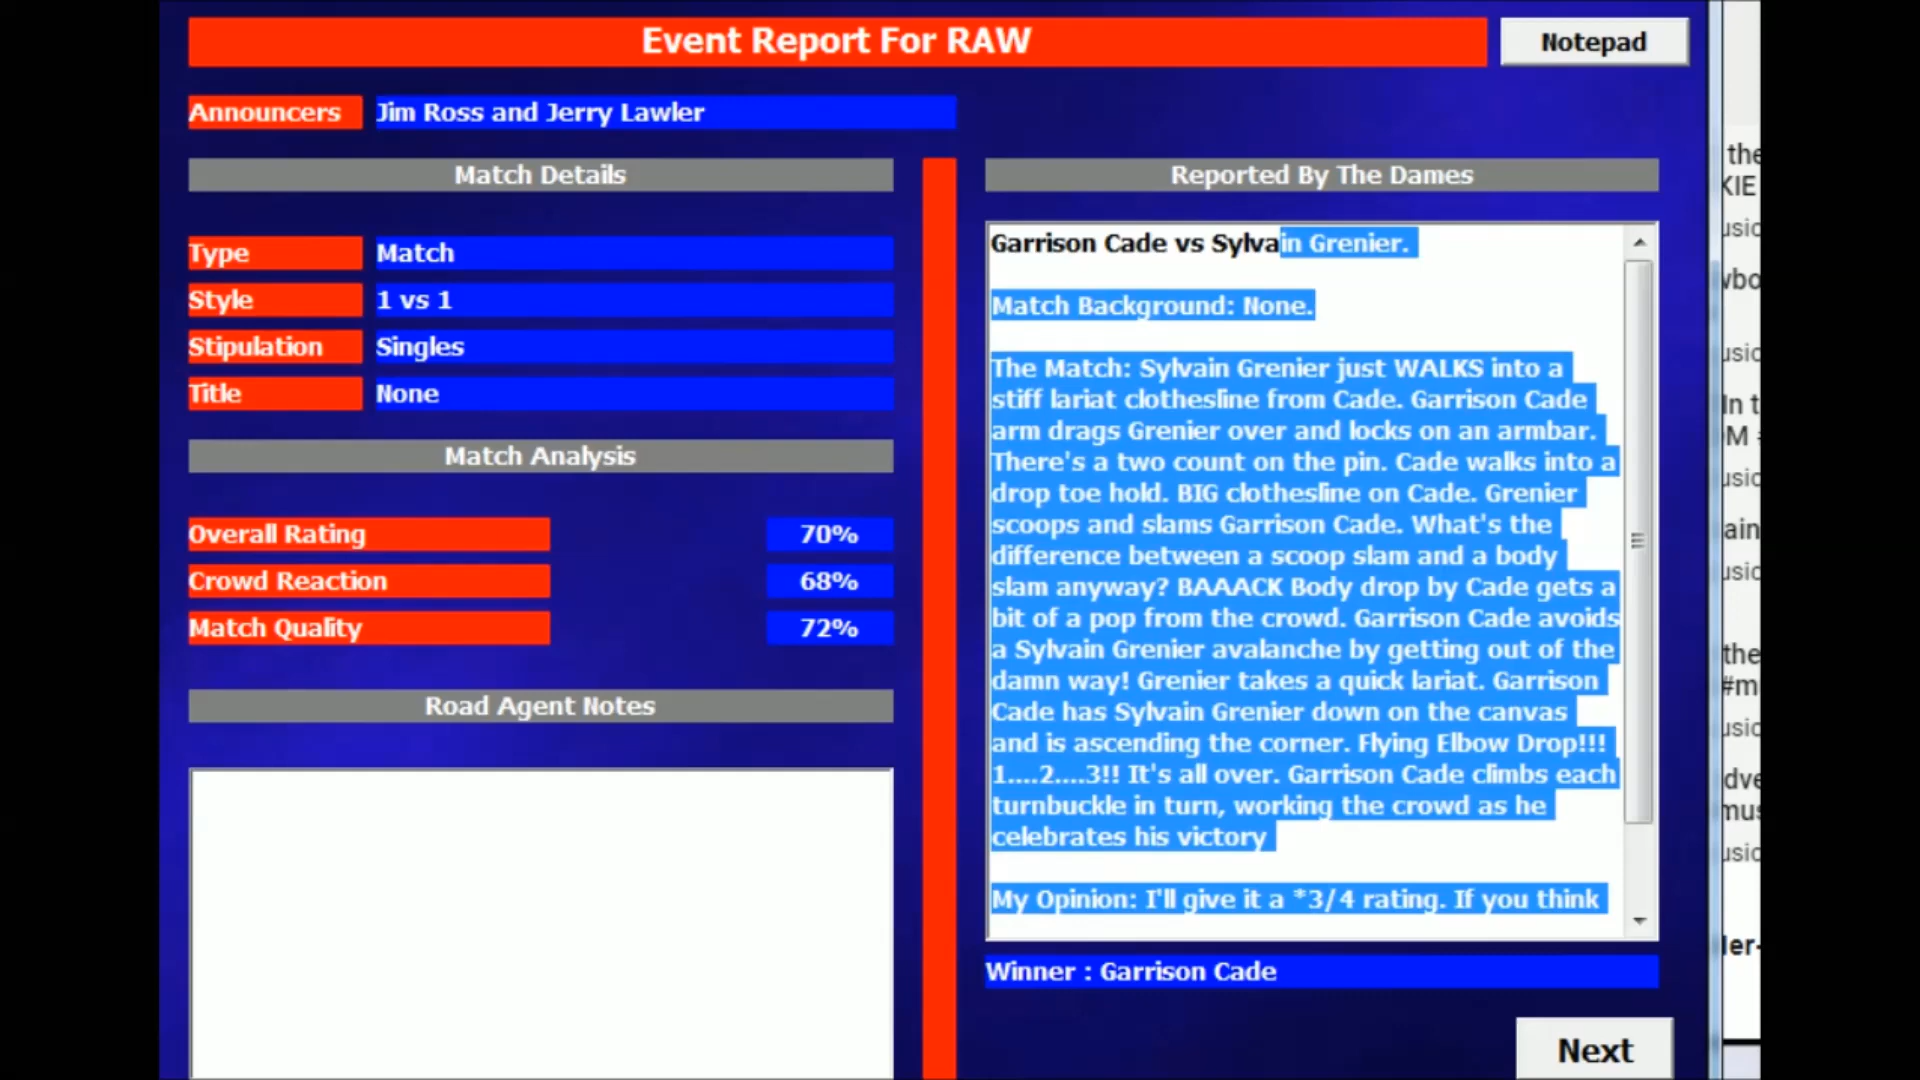 Event Report For RAW
Notepad
Announcers
Jim Ross and Jerry Lawler
Match Details
Type
Match
Style
1 vs 1
Stipulation
Singles
Title
None
Match Analysis
Overall Rating
70%
Crowd Reaction
68%
Match Quality
72%
Road Agent Notes
Reported By The Dames
Garrison Cade vs Sylvain Grenier.
Match Background: None.
The Match: Sylvain Grenier just WALKS into a
stiff lariat clothesline from Cade. Garrison Cade
arm drags Grenier over and locks on an armbar.
There's a two count on the pin. Cade walks into a
drop toe hold. BIG clothesline on Cade. Grenier
scoops and slams Garrison Cade. What's the
difference between a scoop slam and a body
slam anyway? BAAACK Body drop by Cade gets a
bit of a pop from the crowd. Garrison Cade avoids
a Sylvain Grenier avalanche by getting out of the
damn way! Grenier takes a quick lariat. Garrison
Cade has Sylvain Grenier down on the canvas
and is ascending the corner. Flying Elbow Drop!!!
1....2....3!! It's all over. Garrison Cade climbs each
turnbuckle in turn, working the crowd as he
celebrates his victory
My Opinion: I'll give it a *3/4 rating. If you think
Winner : Garrison Cade
Next
the
the